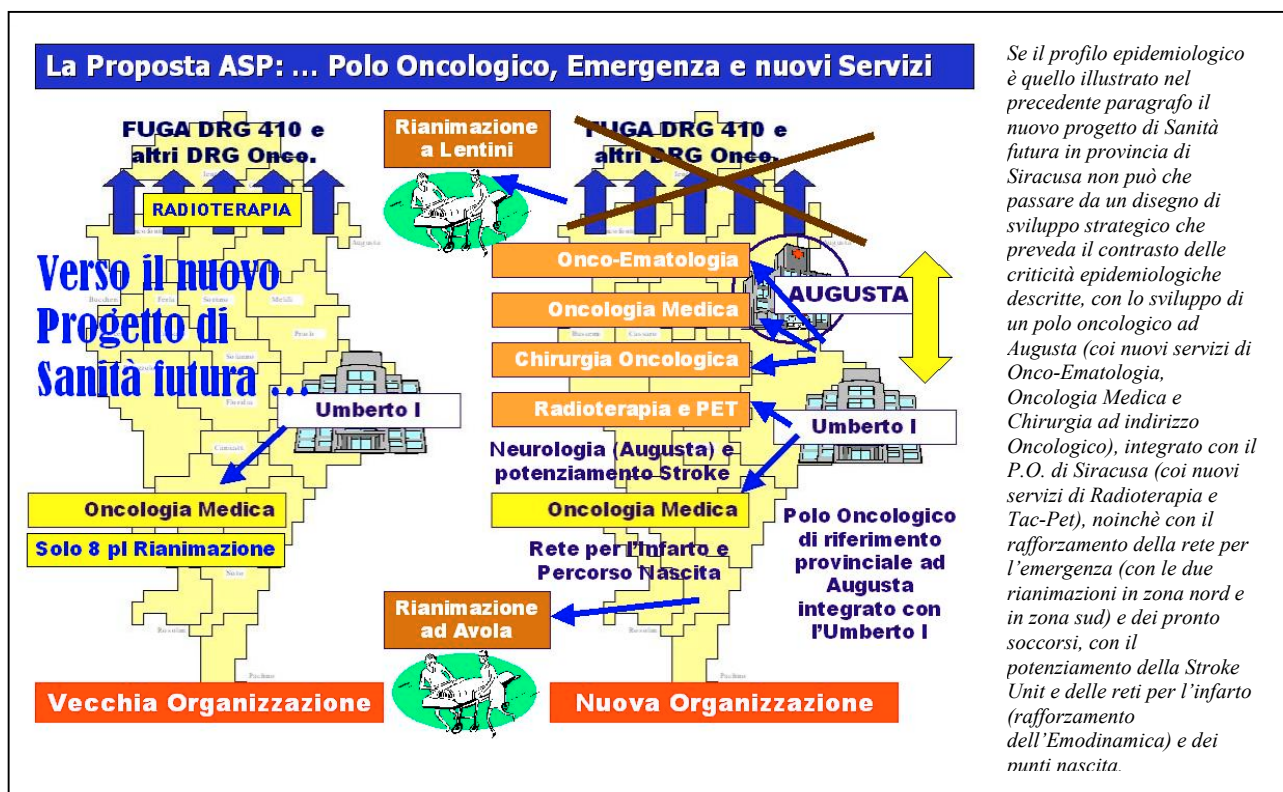 La Proposta ASP: ... Polo Oncologico, Emergenza e nuovi Servizi
FUGA DRG 410 e
altri DRG Onco.
RADIOTERAPIA
Verso il nuovo
Progetto di
Sanità futura ...
Umberto I
Oncologia Medica
Solo 8 pl Rianimazione
Vecchia Organizzazione
Rianimazione
a Lentini
FUGA DRG 410 e
altri DRG Onco.
Augusta
Onco-Ematologia
AUGUSTA
Oncologia Medica
Chirurgia Oncologica
Radioterapia e PET
Umberto I
Neurologia (Augusta) e
potenziamento Stroke
Oncologia Medica
Rete per l'Infarto e
Percorso Nascita
Polo Oncologico
di riferimento
provinciale ad
Augusta
integrato con
l'Umberto I
Rianimazione
ad Avola
Nuova Organizzazione
Se il profilo epidemiologico
è quello illustrato nel
precedente paragrafo il
nuovo progetto di Sanità
futura in provincia di
Siracusa non può che
passare da un disegno di
sviluppo strategico che
preveda il contrasto delle
criticità epidemiologiche
descritte, con lo sviluppo di
un polo oncologico ad
Augusta (coi nuovi servizi di
Onco-Ematologia,
Oncologia Medica e
Chirurgia ad indirizzo
Oncologico), integrato con il
P.O. di Siracusa (coi nuovi
servizi di Radioterapia e
Tac-Pet), noinchè con il
rafforzamento della rete per
l'emergenza (con le due
rianimazioni in zona nord e
in zona sud) e dei pronto
soccorsi, con il
potenziamento della Stroke
Unit e delle reti per l'infarto
(rafforzamento
dell'Emodinamica) e dei
punti nascita.